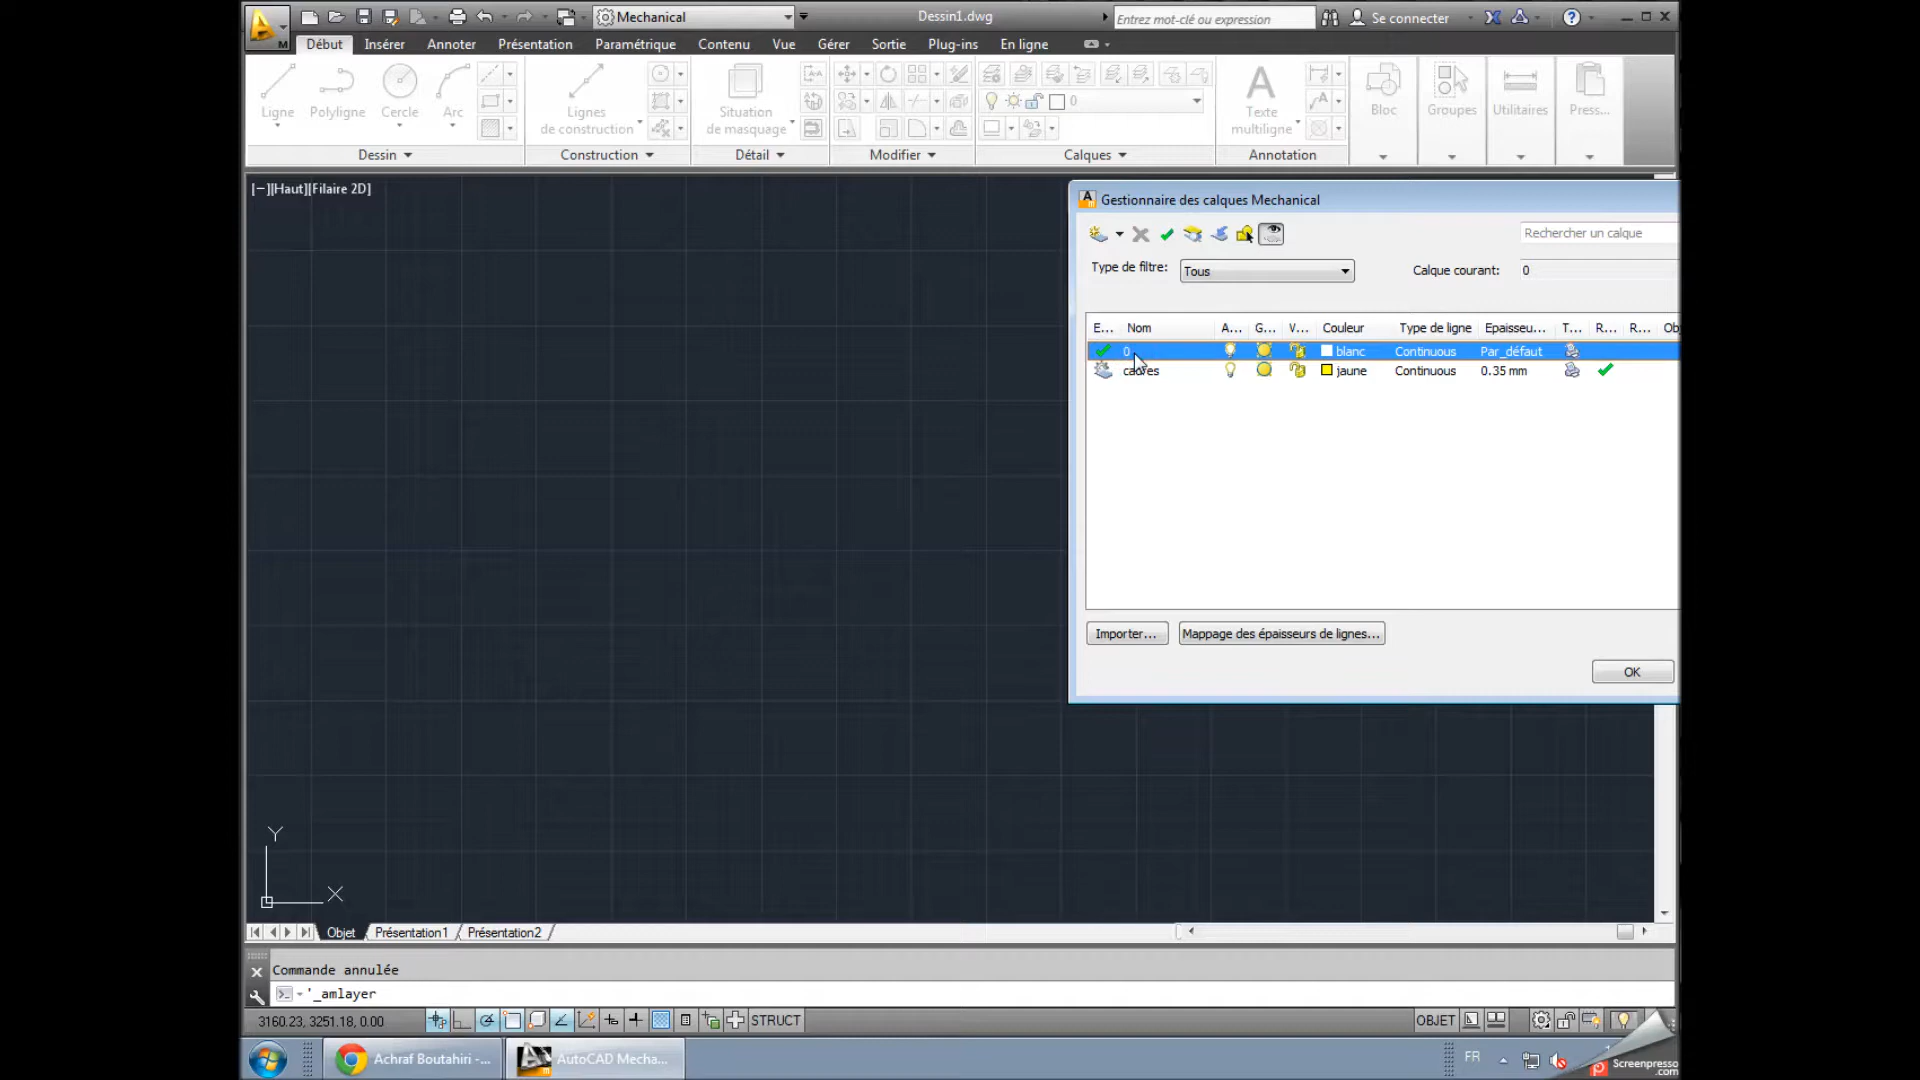 Mechanical
Dessin1.dwg
Entrez mot-clé ou expression
Se connecter
M
Début
Insérer
Annoter
Présentation
Paramétrique
Contenu
Vue
Gérer
Sortie
Plug-ins
En ligne
Ligne
Polyligne
Cercle
Arc
Lignes
de construction
Situation
de masquage
0
Texte
multiligne
Bloc
Groupes
Utilitaires
Press...
Dessin
Construction
Détail
Modifier
Calques
Annotation
[−][Haut][Filaire 2D]
Gestionnaire des calques Mechanical
Rechercher un calque
Type de filtre:
Tous
Calque courant:
0
E... Nom A... G... V... Couleur Type de ligne Epaisseu... T... R... R... Ob
0 blanc Continuous Par_défaut
jaune Continuous 0.35 mm
Importer...
Mappage des épaisseurs de lignes...
OK
Y
X
Objet
Présentation1
Présentation2
Commande annulée
'_amlayer
3160.23, 3251.18, 0.00
STRUCT
OBJET
Achraf Boutahiri -...
AutoCAD Mecha...
FR
Screenpresso
.com